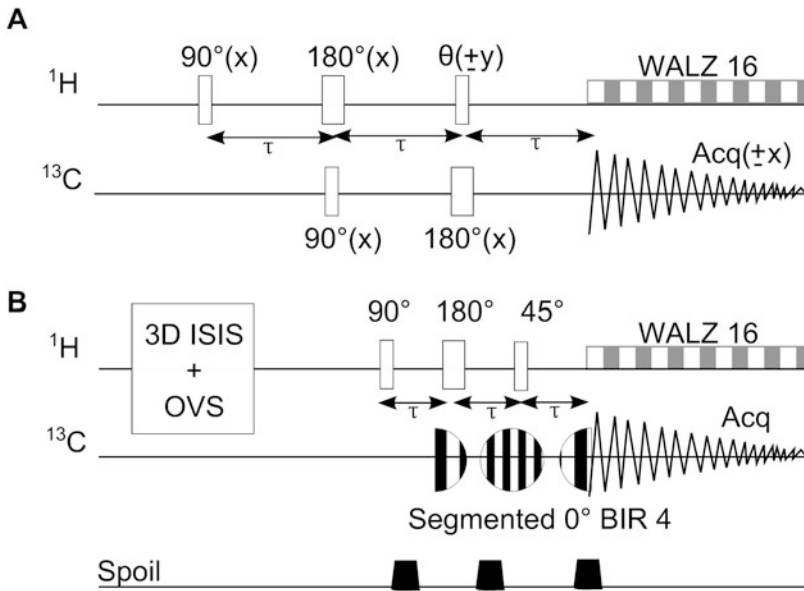 A
90°(x) 180°(x) θ(±y)
¹H
WALZ 16
τ τ τ
¹³C
Acq(±x)
90°(x) 180°(x)
B
90° 180° 45°
¹H
3D ISIS
+
OVS
WALZ 16
τ τ τ
¹³C
Acq
Segmented 0° BIR 4
Spoil